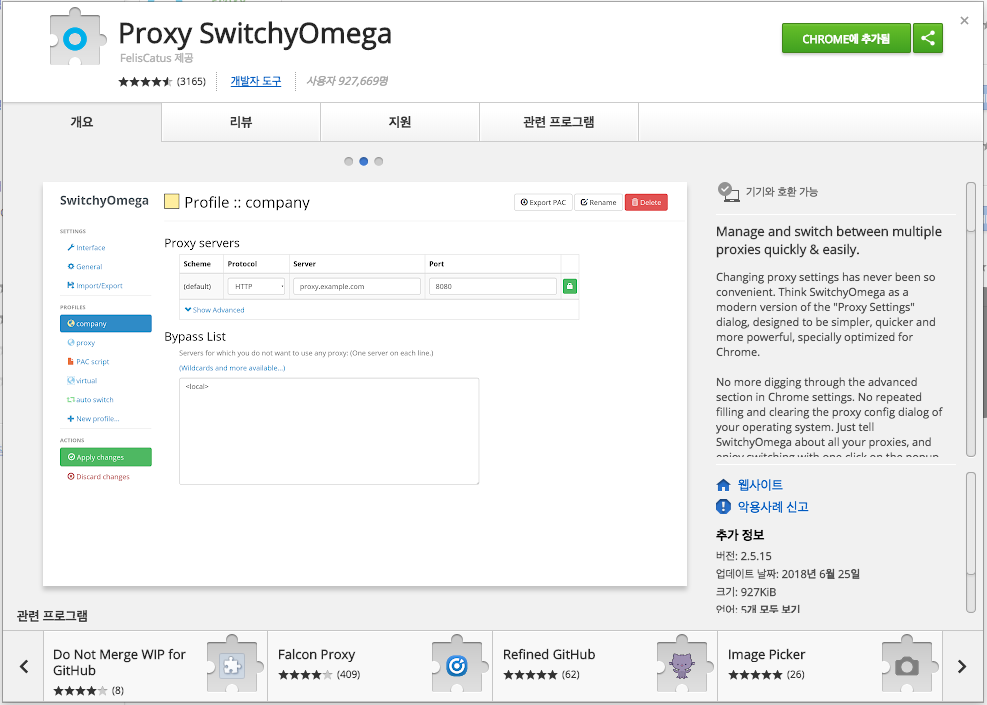 Proxy SwitchyOmega
FelisCatus 제공
(3165)
개발자 도구
사용자 927,669명
CHROME에 추가됨
개요
리뷰
지원
관련 프로그램
SwitchyOmega
SETTINGS
Interface
General
Import/Export
PROFILES
company
proxy
PAC script
virtual
auto switch
New profile...
ACTIONS
Apply changes
Discard changes
Profile :: company
Export PAC
Rename
Delete
Proxy servers
Scheme Protocol Server Port
(default) HTTP proxy.example.com 8080
Show Advanced
Bypass List
Servers for which you do not want to use any proxy: (One server on each line.)
(Wildcards and more available...)
<local>
기기와 호환 가능
Manage and switch between multiple
proxies quickly & easily.
Changing proxy settings has never been so
convenient. Think SwitchyOmega as a
modern version of the "Proxy Settings"
dialog, designed to be simpler, quicker and
more powerful, specially optimized for
Chrome.
No more digging through the advanced
section in Chrome settings. No repeated
filling and clearing the proxy config dialog of
your operating system. Just tell
SwitchyOmega about all your proxies, and
enjoy switching with one click on the popup
웹사이트
악용사례 신고
추가 정보
버전: 2.5.15
업데이트 날짜: 2018년 6월 25일
크기: 927KiB
언어: 5개 모두 보기
관련 프로그램
Do Not Merge WIP for
GitHub
(8)
Falcon Proxy
(409)
Refined GitHub
(62)
Image Picker
(26)